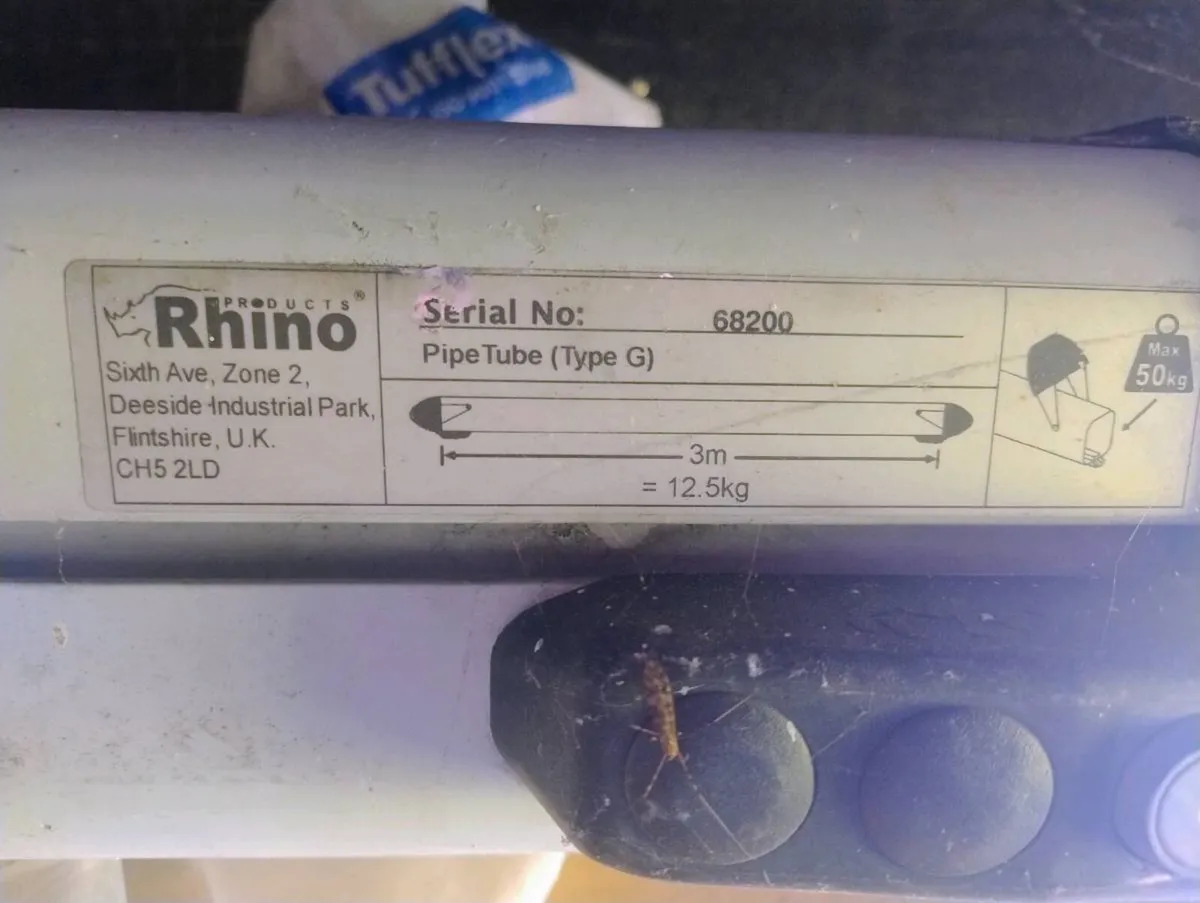 Tufflex
PRODUCTS®
Rhino
Sixth Ave, Zone 2,
Deeside Industrial Park,
Flintshire, U.K.
CH5 2LD
Serial No: 68200
PipeTube (Type G)
3m
= 12.5kg
Max
50kg